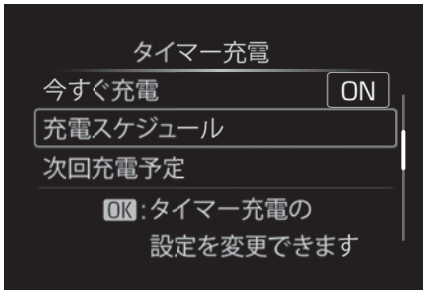 タイマー充電
今すぐ充電 ON
充電スケジュール
次回充電予定
OK:タイマー充電の
設定を変更できます